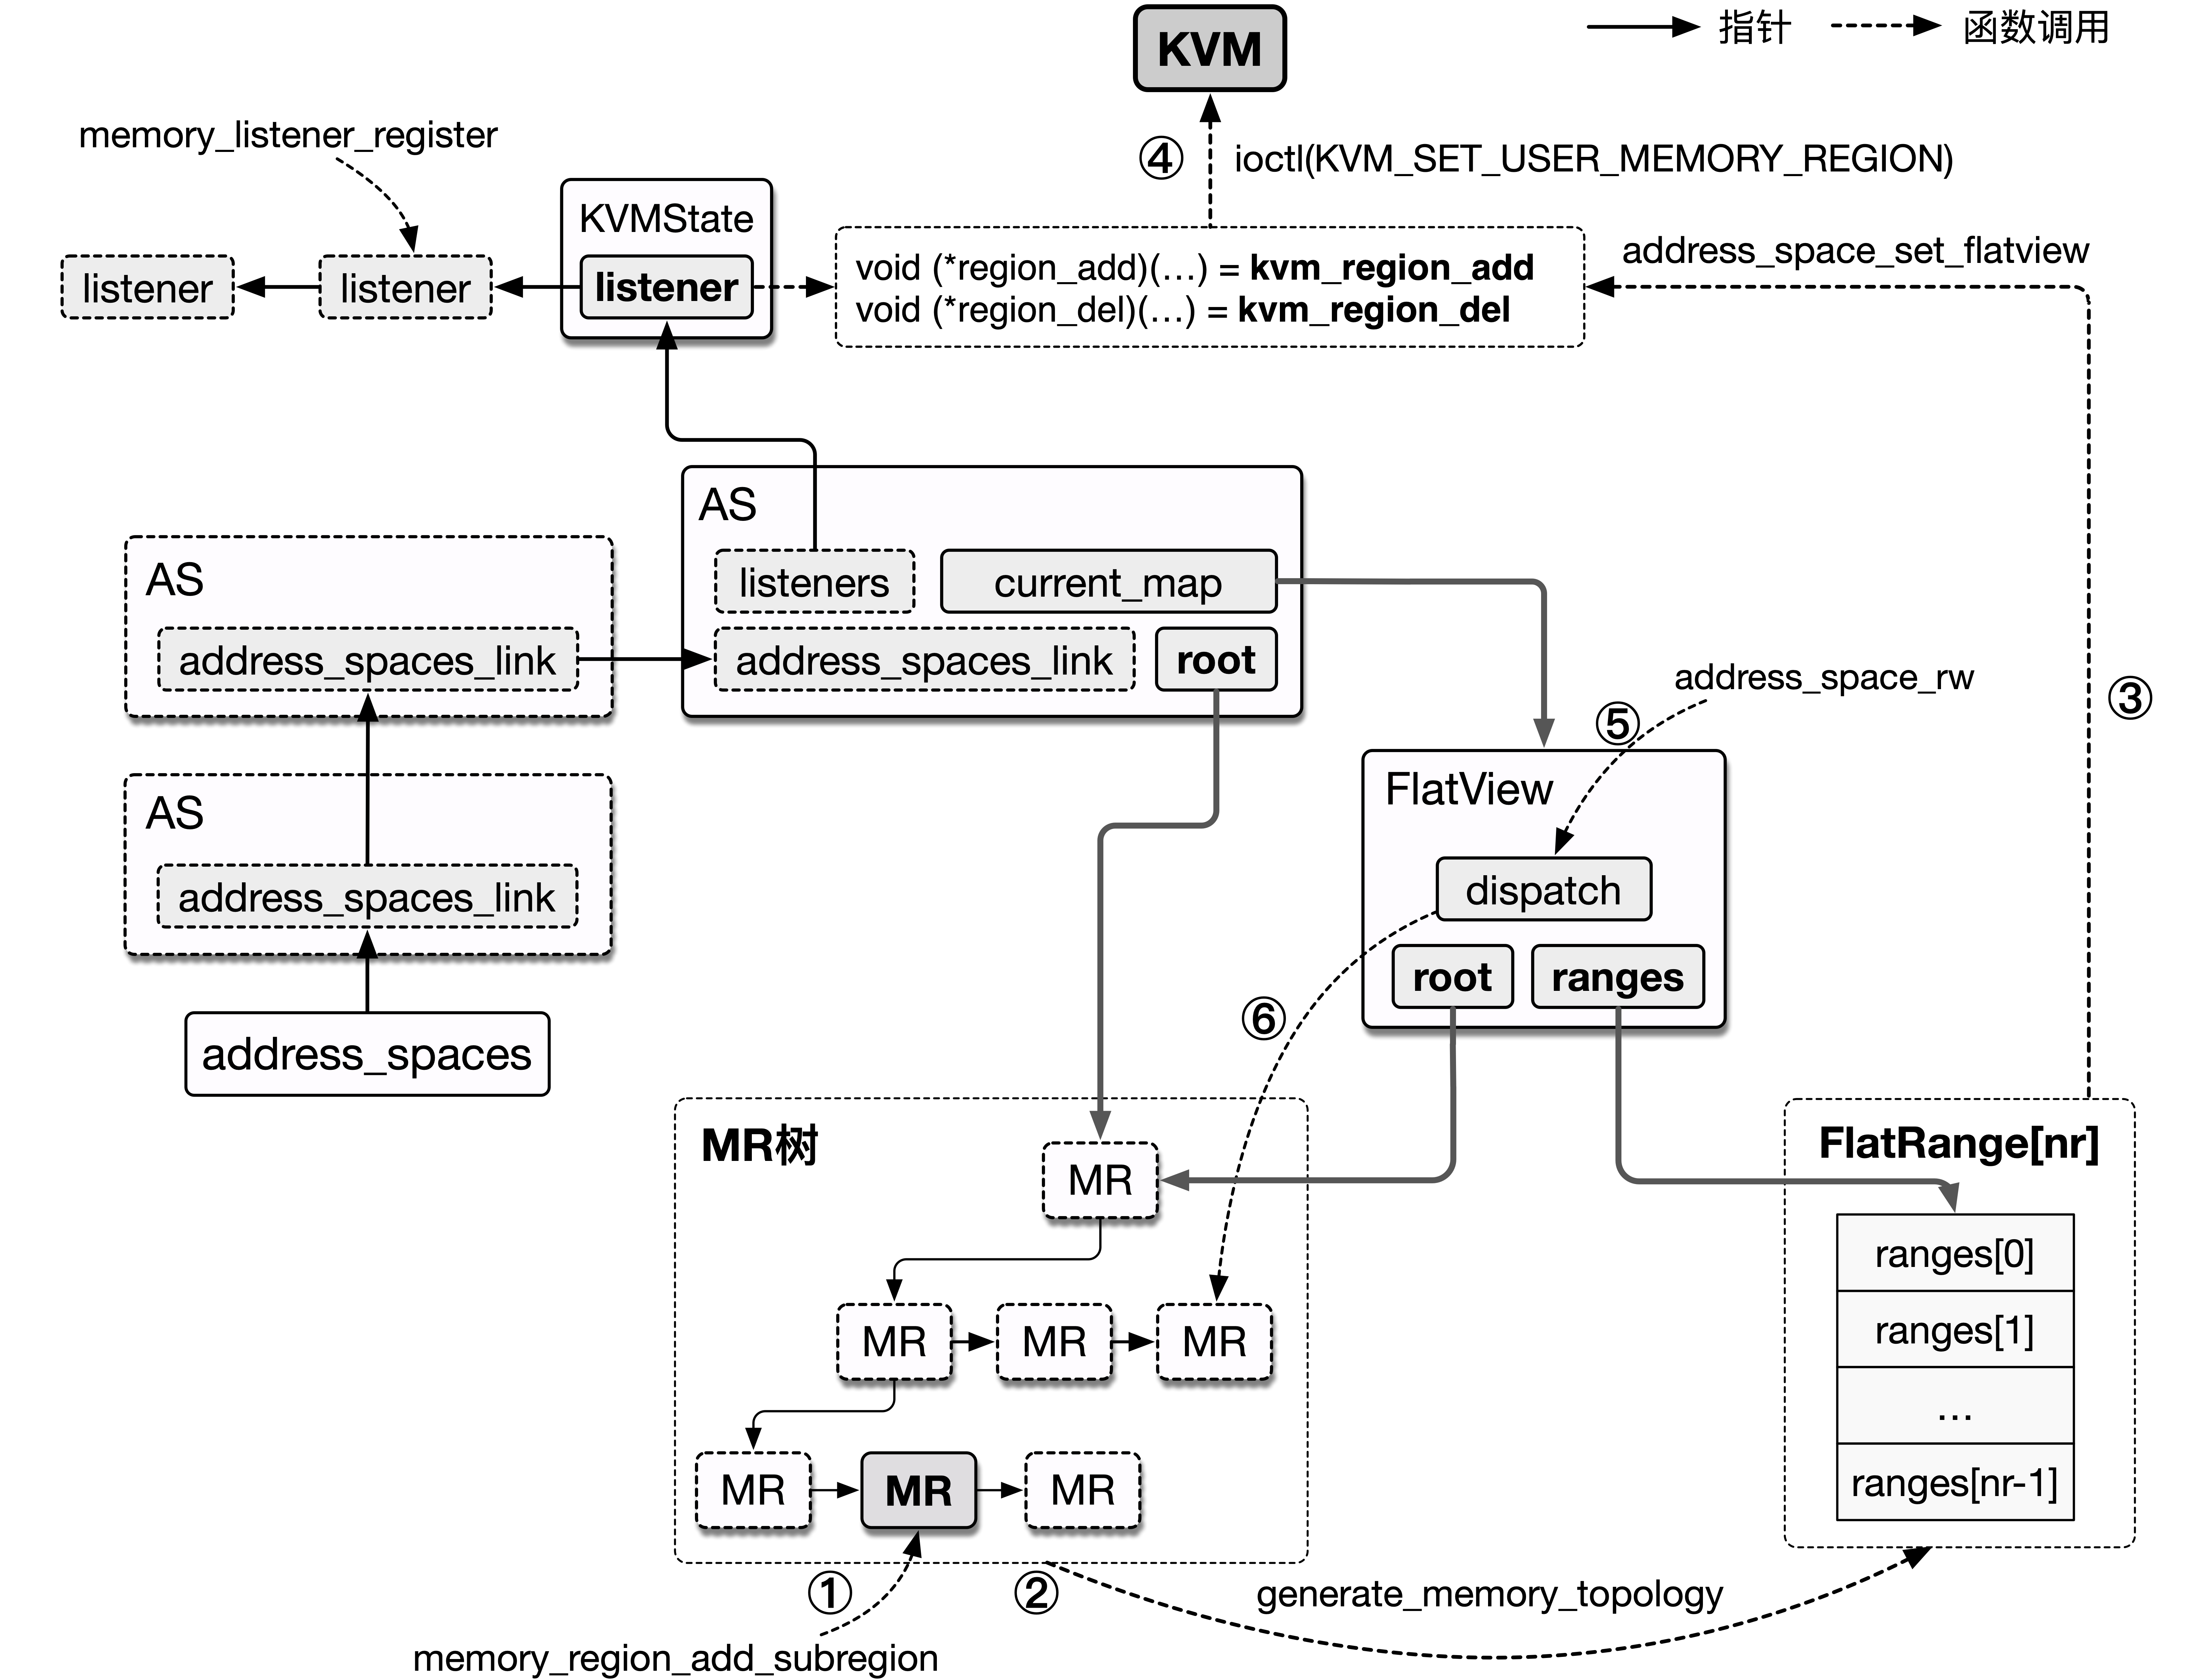 KVM
指针
函数调用
memory_listener_register
④
ioctl(KVM_SET_USER_MEMORY_REGION)
KVMState
listener
listener
listener
void (*region_add)(...) = kvm_region_add
void (*region_del)(...) = kvm_region_del
address_space_set_flatview
AS
listeners
current_map
address_spaces_link
root
AS
address_spaces_link
AS
address_spaces_link
address_spaces
address_space_rw
③
⑤
FlatView
dispatch
root
ranges
⑥
MR树
MR
MR
MR
MR
MR
MR
MR
FlatRange[nr]
ranges[0]
ranges[1]
...
ranges[nr-1]
①
②
generate_memory_topology
memory_region_add_subregion